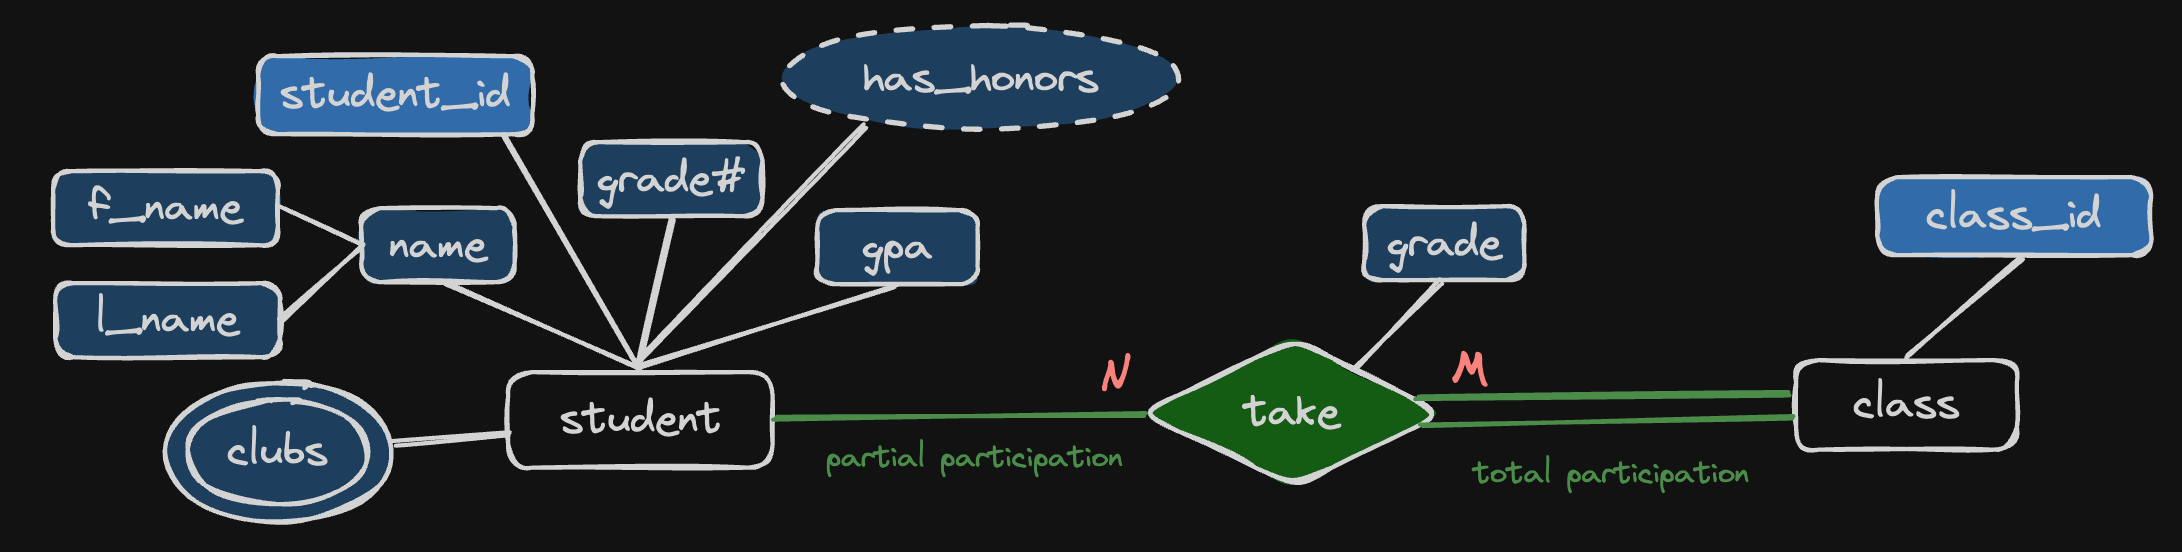 has_honors
student_id
grade#
f_name
name
gpa
grade
class_id
l_name
N
M
student
take
class
clubs
partial participation
total participation